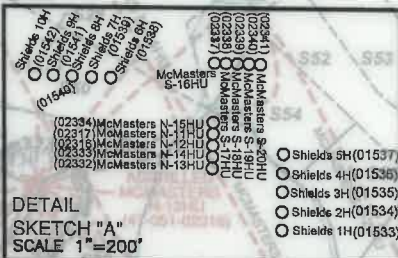 Shields 10H
(01542)
Shields 9H
(01541)
Shields 8H
(01540)
Shields 7H
(01539)
Shields 6H
(01538)
McMasters
S-16HU
(02337)
(02338)
(02339)
(02340)
(02341)
McMasters S-17HU
McMasters S-18HU
McMasters S-19HU
McMasters S-20HU
(02334)McMasters N-15HU
(02317)McMasters N-11HU
(02316)McMasters N-12HU
(02333)McMasters N-14HU
(02332)McMasters N-13HU
Shields 5H(01537)
Shields 4H(01536)
Shields 3H(01535)
Shields 2H(01534)
Shields 1H(01533)
S52
S53
S54
DETAIL
SKETCH "A"
SCALE 1"=200'